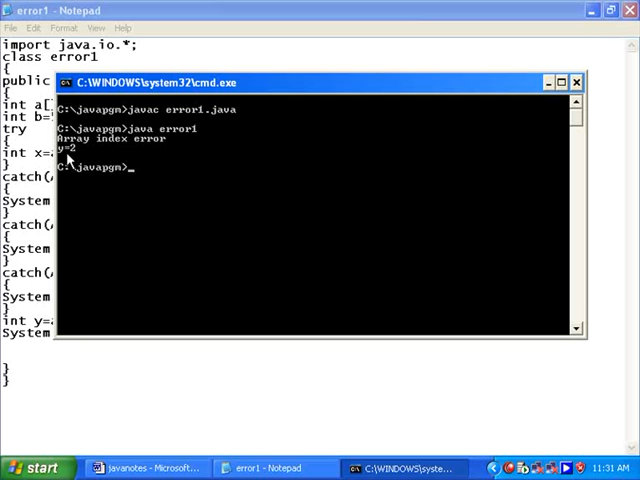 error1 - Notepad
File Edit Format View Help
import java.io.*;
class error1
{
public
{
int a[]
int b=5
try
{
int x=a
catch(A
{
System
}
catch(A
{
System
}
catch(A
{
System
}
int y=a
System
}
}
C:\WINDOWS\system32\cmd.exe
C:\javapgm>javac error1.java
C:\javapgm>java error1
Array index error
y=2
C:\javapgm>_
start
javanotes - Microsoft...
error1 - Notepad
C:\WINDOWS\syste...
11:31 AM